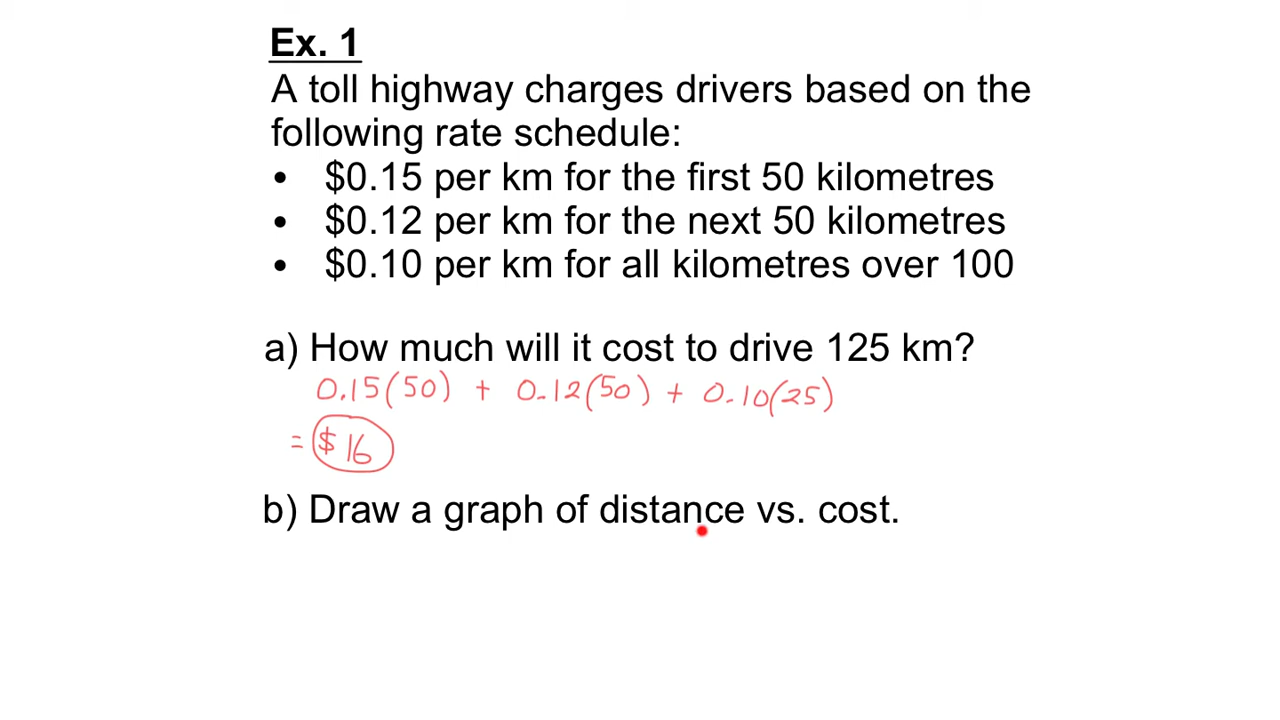 Ex. 1
A toll highway charges drivers based on the
following rate schedule:
• $0.15 per km for the first 50 kilometres
• $0.12 per km for the next 50 kilometres
• $0.10 per km for all kilometres over 100
a) How much will it cost to drive 125 km?
0.15(50) + 0.12(50) + 0.10(25)
= $16
b) Draw a graph of distance vs. cost.